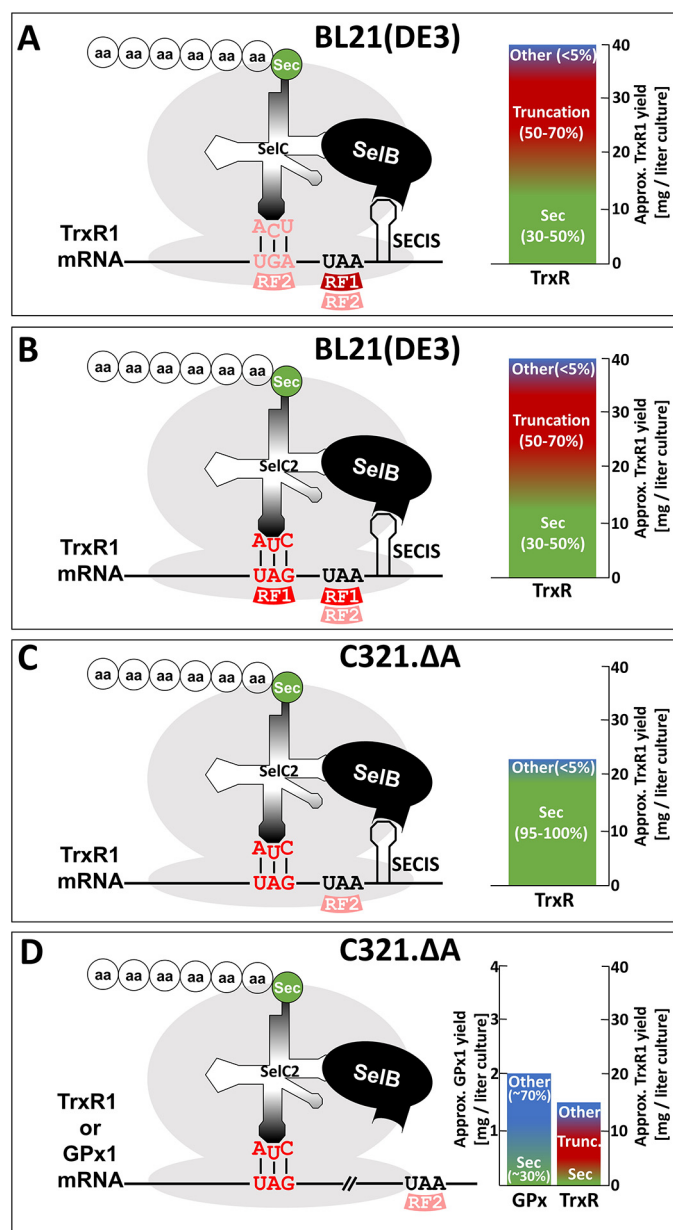 A
BL21(DE3)
aa aa aa aa aa aa Sec
SelC
SelB
A C U
TrxR1
mRNA
UGA
UAA
SECIS
RF2
RF1
RF2
Other (<5%)
Truncation
(50-70%)
Sec
(30-50%)
TrxR
40
30
20
10
0
Approx. TrxR1 yield
[mg / liter culture]
B
BL21(DE3)
aa aa aa aa aa aa Sec
SelC2
SelB
A U C
TrxR1
mRNA
UAG
UAA
SECIS
RF1
RF1
RF2
Other(<5%)
Truncation
(50-70%)
Sec
(30-50%)
TrxR
40
30
20
10
0
Approx. TrxR1 yield
[mg / liter culture]
C
C321.ΔA
aa aa aa aa aa aa Sec
SelC2
SelB
A U C
TrxR1
mRNA
UAG
UAA
SECIS
RF2
Other(<5%)
Sec
(95-100%)
TrxR
40
30
20
10
0
Approx. TrxR1 yield
[mg / liter culture]
D
C321.ΔA
aa aa aa aa aa aa Sec
SelC2
SelB
A U C
TrxR1
or
GPx1
mRNA
UAG
//
UAA
RF2
Approx. GPx1 yield
[mg / liter culture]
4
3
2
1
Other
(~70%)
Sec
(~30%)
GPx
Other
Trunc.
Sec
TrxR
40
30
20
10
0
Approx. TrxR1 yield
[mg / liter culture]